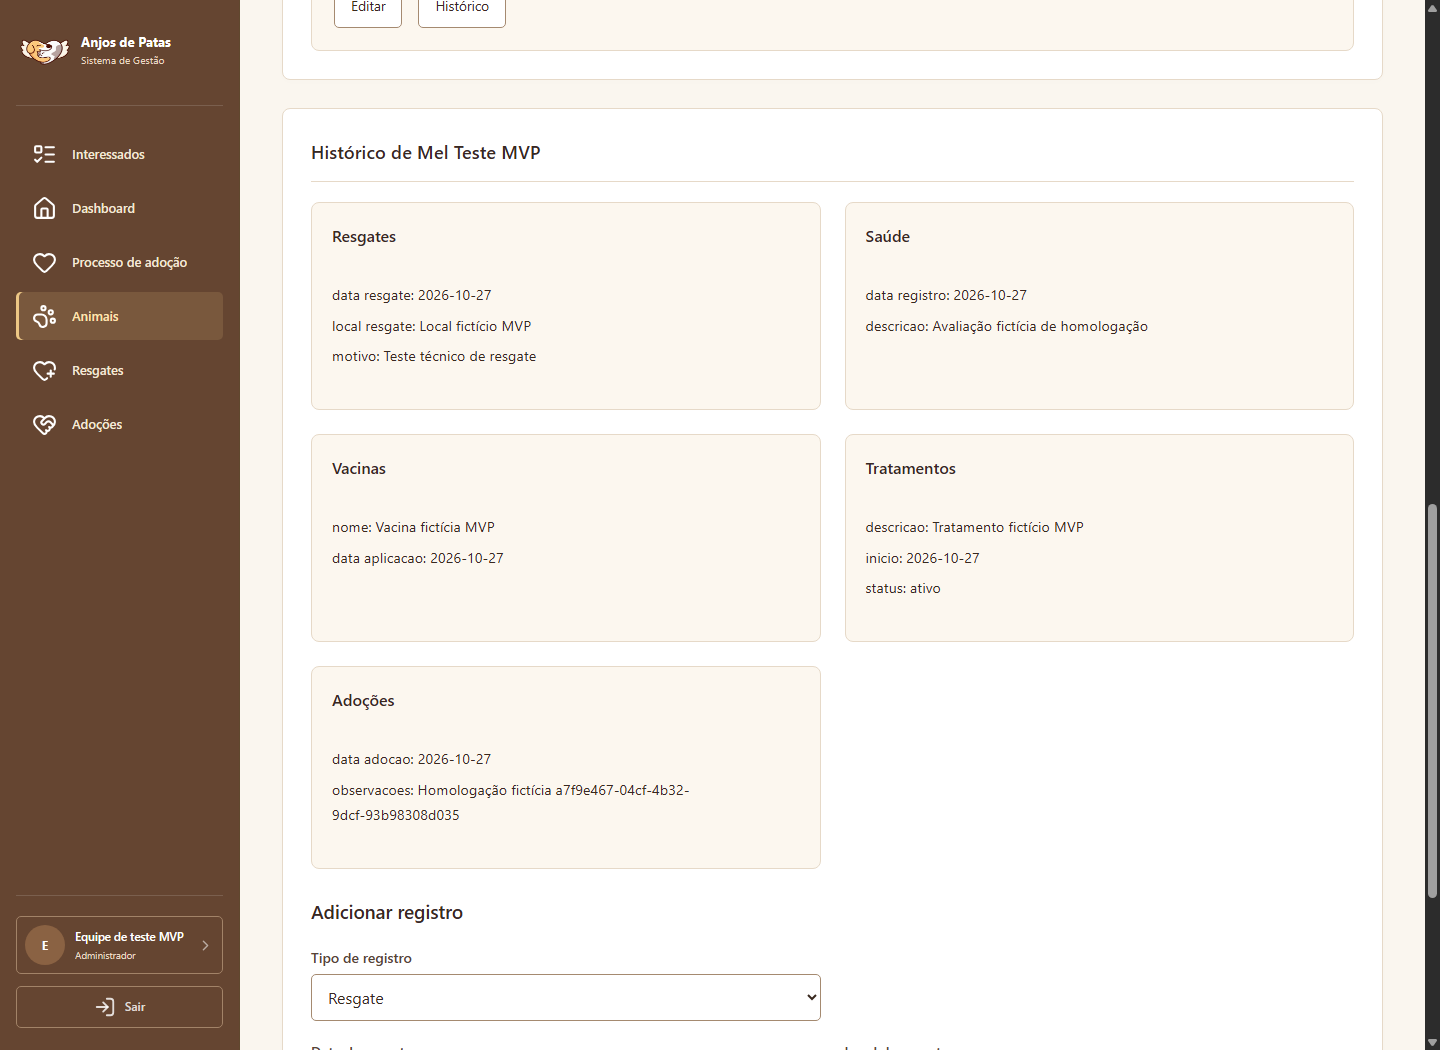 Anjos de Patas
Sistema de Gestão
Interessados
Dashboard
Processo de adoção
Animais
Resgates
Adoções
E
Equipe de teste MVP
Administrador
Sair
Editar
Histórico
Histórico de Mel Teste MVP
Resgates
data resgate: 2026-10-27
local resgate: Local fictício MVP
motivo: Teste técnico de resgate
Saúde
data registro: 2026-10-27
descricao: Avaliação fictícia de homologação
Vacinas
nome: Vacina fictícia MVP
data aplicacao: 2026-10-27
Tratamentos
descricao: Tratamento fictício MVP
inicio: 2026-10-27
status: ativo
Adoções
data adocao: 2026-10-27
observacoes: Homologação fictícia a7f9e467-04cf-4b32-
9dcf-93b98308d035
Adicionar registro
Tipo de registro
Resgate